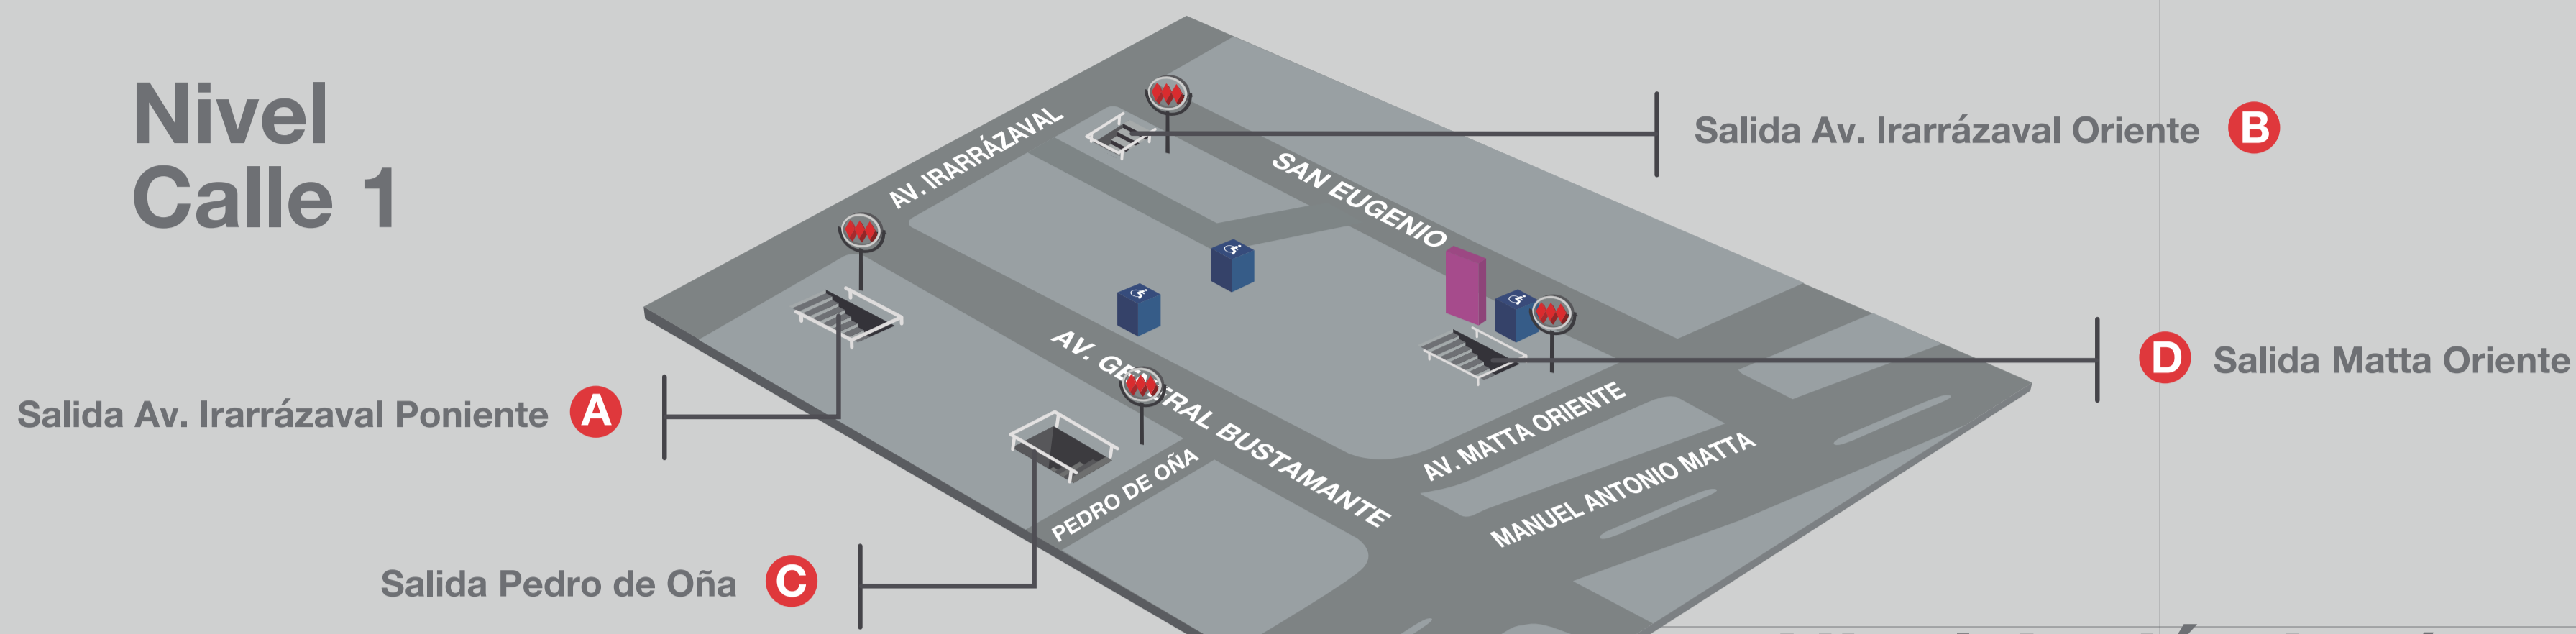 Nivel
Calle 1
AV. IRARRÁZAVAL
SAN EUGENIO
Salida Av. Irarrázaval Oriente B
Salida Av. Irarrázaval Poniente A
AV. GENERAL BUSTAMANTE
D Salida Matta Oriente
AV. MATTA ORIENTE
MANUEL ANTONIO MATTA
PEDRO DE OÑA
Salida Pedro de Oña C